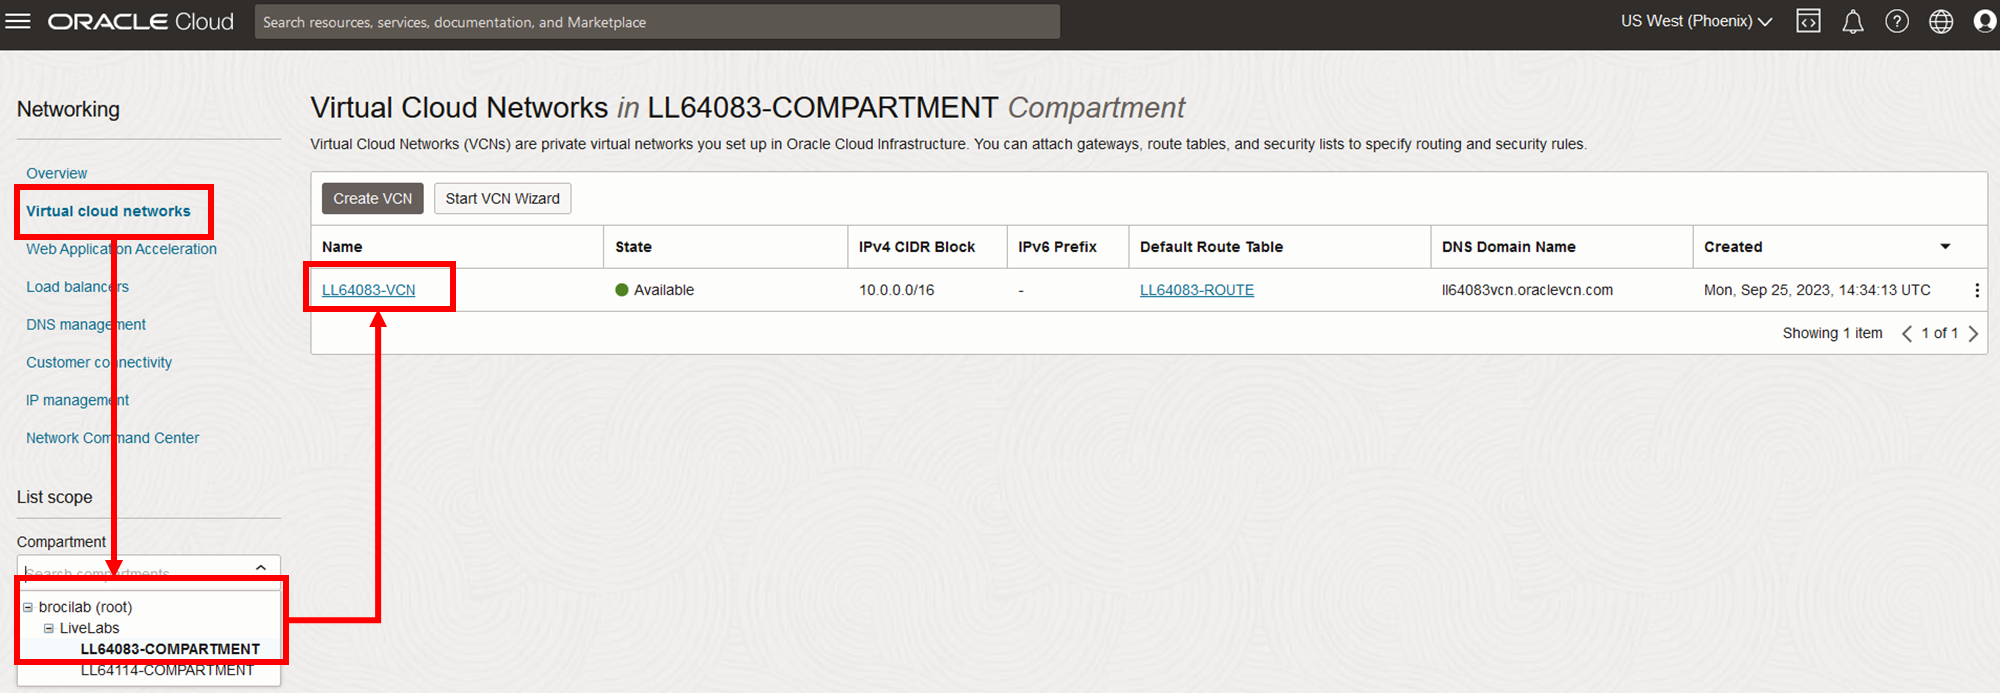 ORACLE Cloud
Search resources, services, documentation, and Marketplace
US West (Phoenix)
Networking
Overview
Virtual cloud networks
Web Application Acceleration
Load balancers
DNS management
Customer connectivity
IP management
Network Command Center
List scope
Compartment
Search compartments
brocilab (root)
LiveLabs
LL64083-COMPARTMENT
LL64114-COMPARTMENT
Virtual Cloud Networks in LL64083-COMPARTMENT Compartment
Virtual Cloud Networks (VCNs) are private virtual networks you set up in Oracle Cloud Infrastructure. You can attach gateways, route tables, and security lists to specify routing and security rules.
Create VCN Start VCN Wizard
Name State IPv4 CIDR Block IPv6 Prefix Default Route Table DNS Domain Name Created
LL64083-VCN Available 10.0.0.0/16 - LL64083-ROUTE ll64083vcn.oraclevcn.com Mon, Sep 25, 2023, 14:34:13 UTC
Showing 1 item 1 of 1